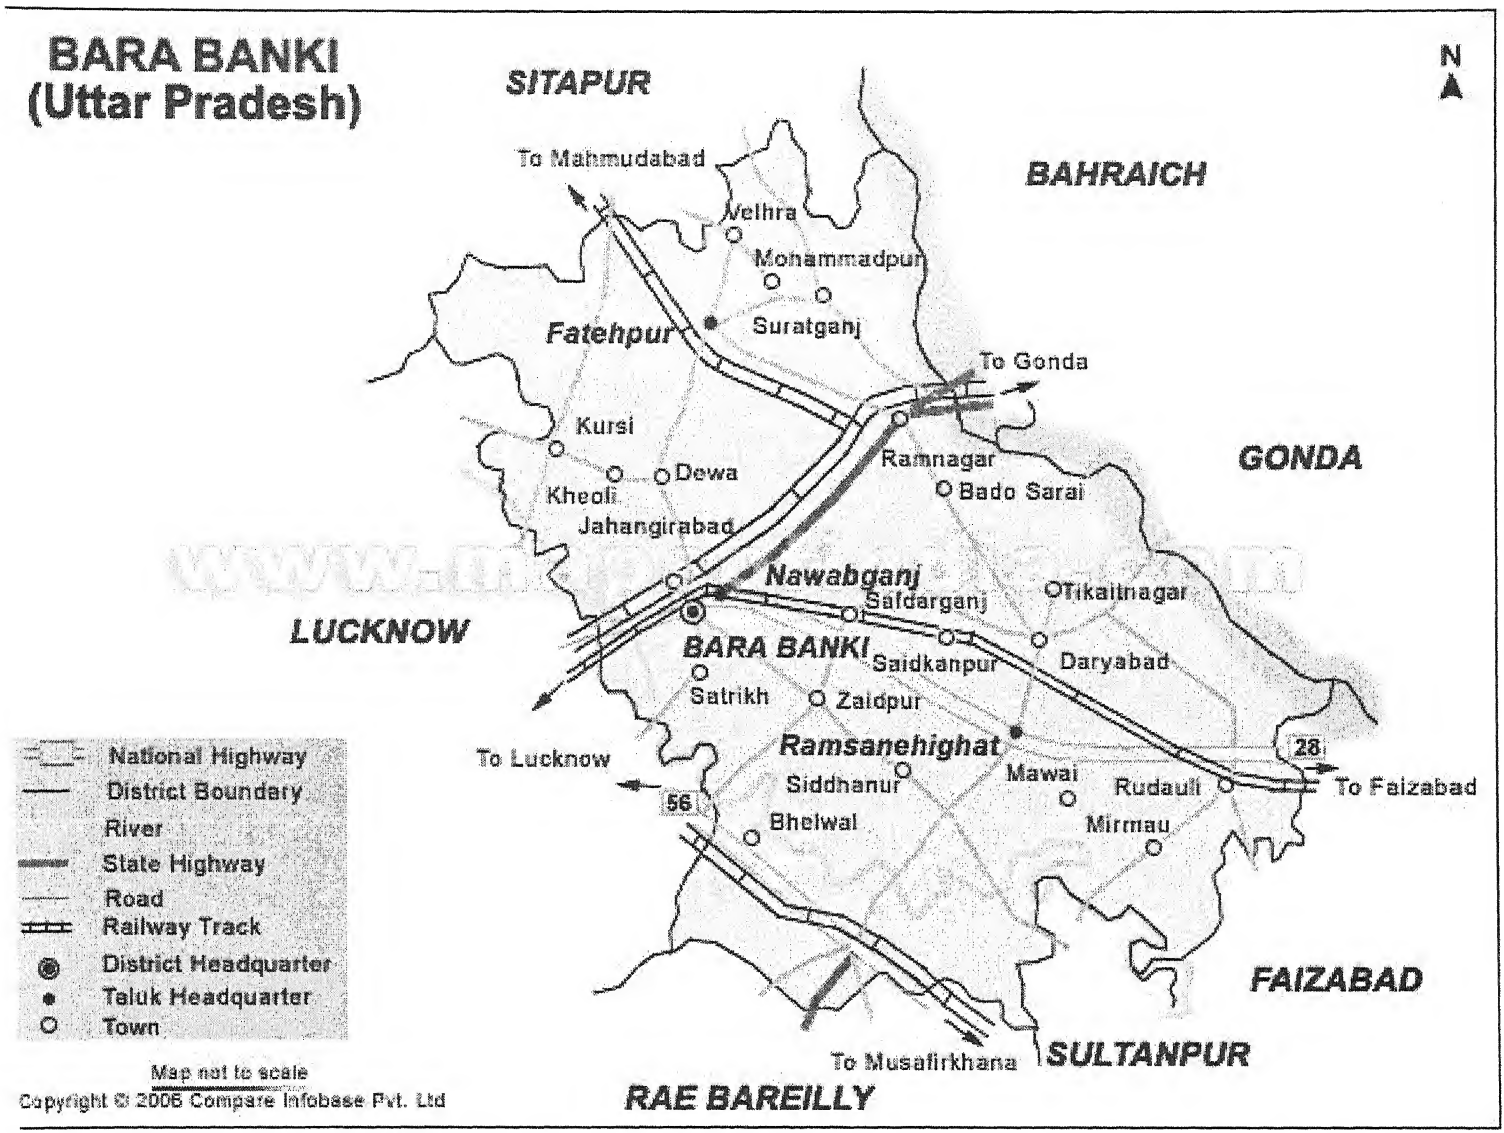 BARA BANKI
(Uttar Pradesh)
N
SITAPUR
To Mahmudabad
BAHRAICH
Velhra
Mohammadpur
Suratganj
Fatehpur
To Gonda
Kursi
Ramnagar
GONDA
Dewa
Kheoli
Bado Sarai
Jahangirabad
Nawabganj
Safdarganj
Tikaitnagar
LUCKNOW
BARA BANKI
Saidkanpur
Daryabad
Satrikh
Zaidpur
Ramsanehighat
28
To Lucknow
Siddhanur
Mawai
Rudauli
To Faizabad
56
Bhelwal
Mirmau
National Highway
District Boundary
River
State Highway
Road
Railway Track
District Headquarter
Taluk Headquarter
Town
FAIZABAD
To Musafirkhana
SULTANPUR
RAE BAREILLY
Map not to scale
Copyright © 2006 Compare Infobase Pvt. Ltd